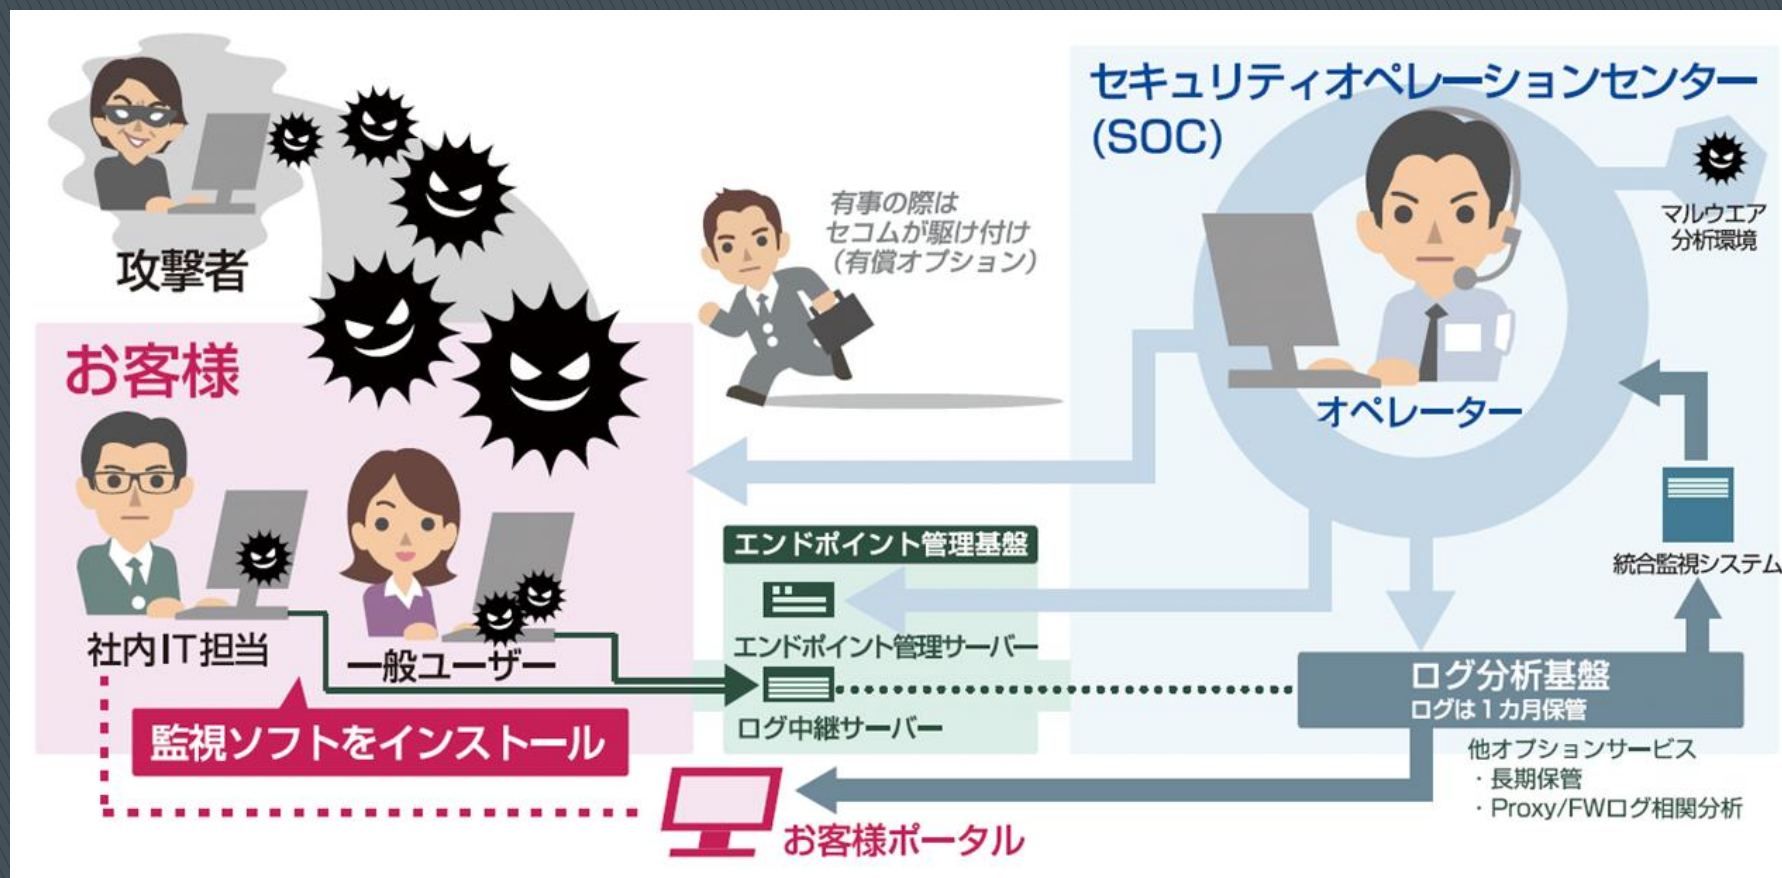 攻撃者
有事の際は
セコムが駆け付け
（有償オプション）
セキュリティオペレーションセンター
(SOC)
マルウエア
分析環境
オペレーター
お客様
社内IT担当
一般ユーザー
監視ソフトをインストール
エンドポイント管理基盤
エンドポイント管理サーバー
ログ中継サーバー
統合監視システム
ログ分析基盤
ログは1カ月保管
他オプションサービス
・長期保管
・Proxy/FWログ相関分析
お客様ポータル